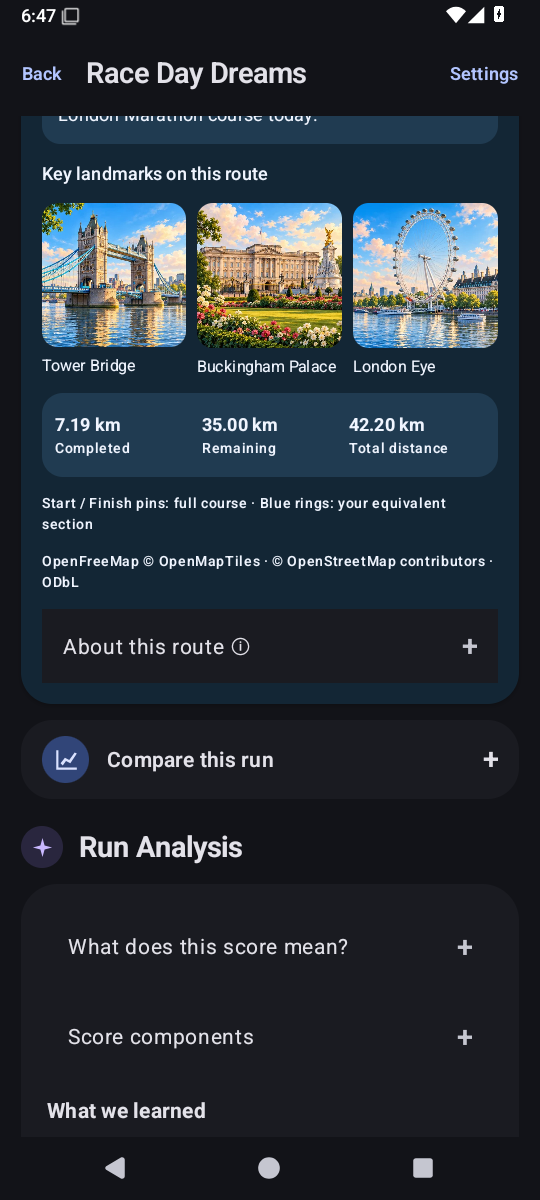 6:47
Back
Race Day Dreams
Settings
London Marathon course today.
Key landmarks on this route
Tower Bridge
Buckingham Palace
London Eye
7.19 km
35.00 km
42.20 km
Completed
Remaining
Total distance
Start / Finish pins: full course · Blue rings: your equivalent
section
OpenFreeMap © OpenMapTiles · © OpenStreetMap contributors ·
ODbL
About this route ⓘ
+
Compare this run
+
Run Analysis
What does this score mean?
+
Score components
+
What we learned